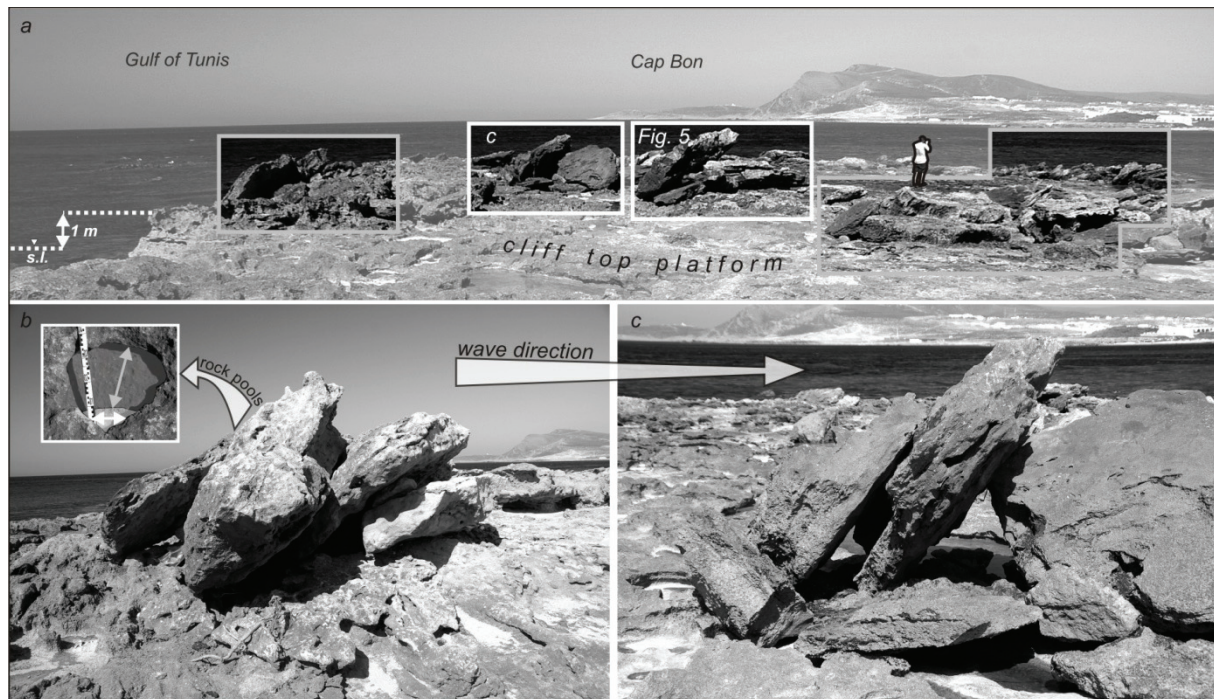 a
Gulf of Tunis
Cap Bon
c
Fig. 5
1 m
s.l.
cliff top platform
b
rock pools
wave direction
c